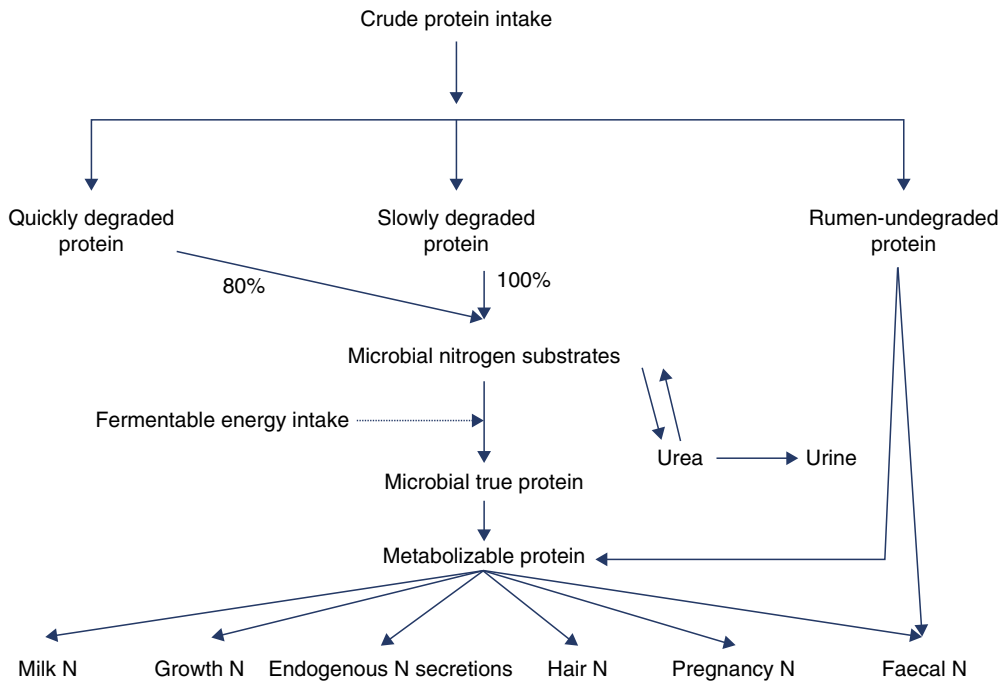 Crude protein intake
Quickly degraded
protein
Slowly degraded
protein
Rumen-undegraded
protein
80%
100%
Microbial nitrogen substrates
Fermentable energy intake
Urea
Urine
Microbial true protein
Metabolizable protein
Milk N
Growth N
Endogenous N secretions
Hair N
Pregnancy N
Faecal N